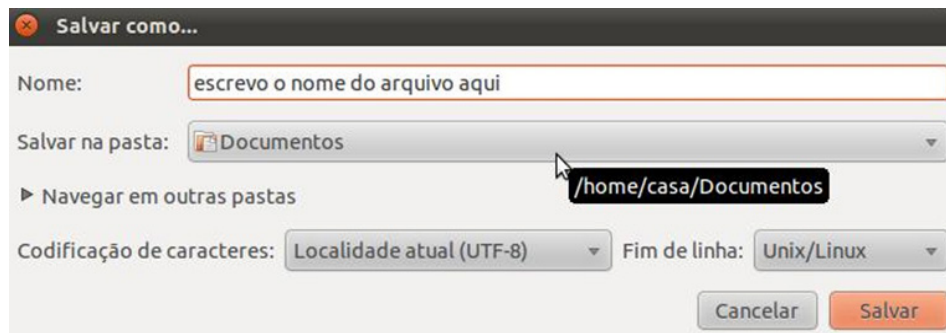 Salvar como...
Nome: escrevo o nome do arquivo aqui
Salvar na pasta: Documentos
/home/casa/Documentos
Navegar em outras pastas
Codificação de caracteres: Localidade atual (UTF-8) Fim de linha: Unix/Linux
Cancelar Salvar